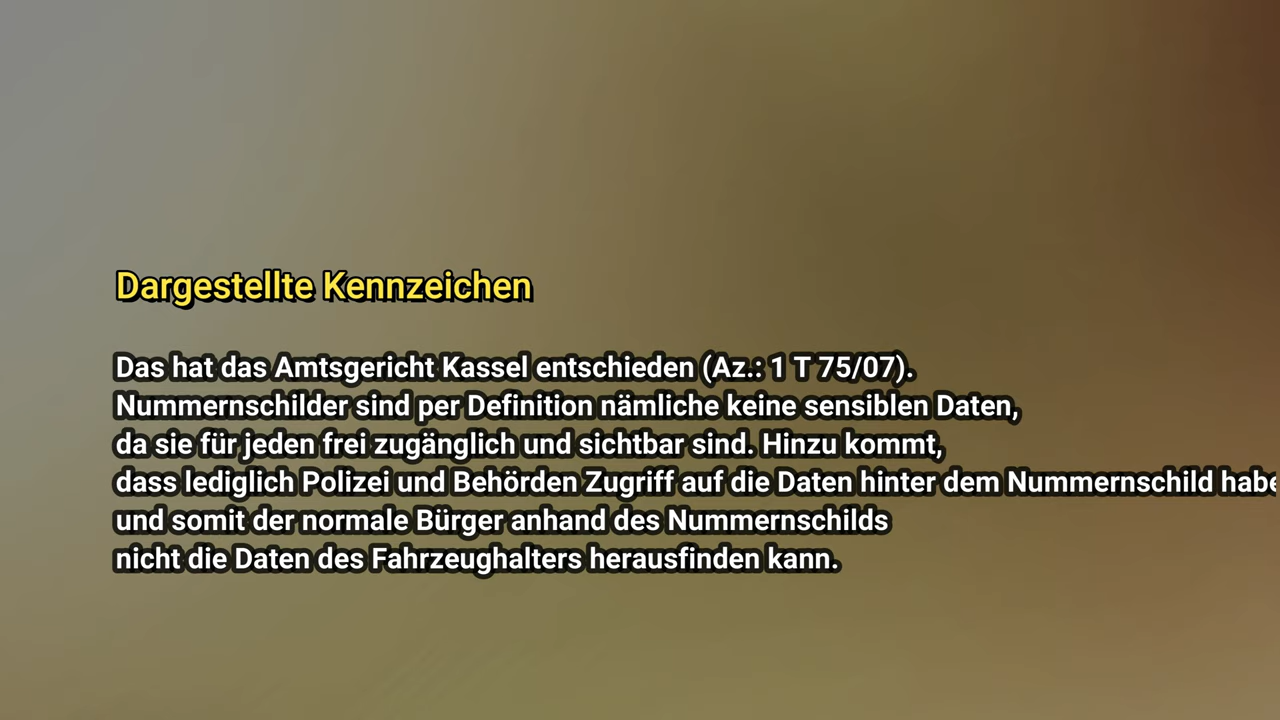 Dargestellte Kennzeichen
Das hat das Amtsgericht Kassel entschieden (Az.: 1 T 75/07).
Nummernschilder sind per Definition nämliche keine sensiblen Daten,
da sie für jeden frei zugänglich und sichtbar sind. Hinzu kommt,
dass lediglich Polizei und Behörden Zugriff auf die Daten hinter dem Nummernschild habe
und somit der normale Bürger anhand des Nummernschilds
nicht die Daten des Fahrzeughalters herausfinden kann.